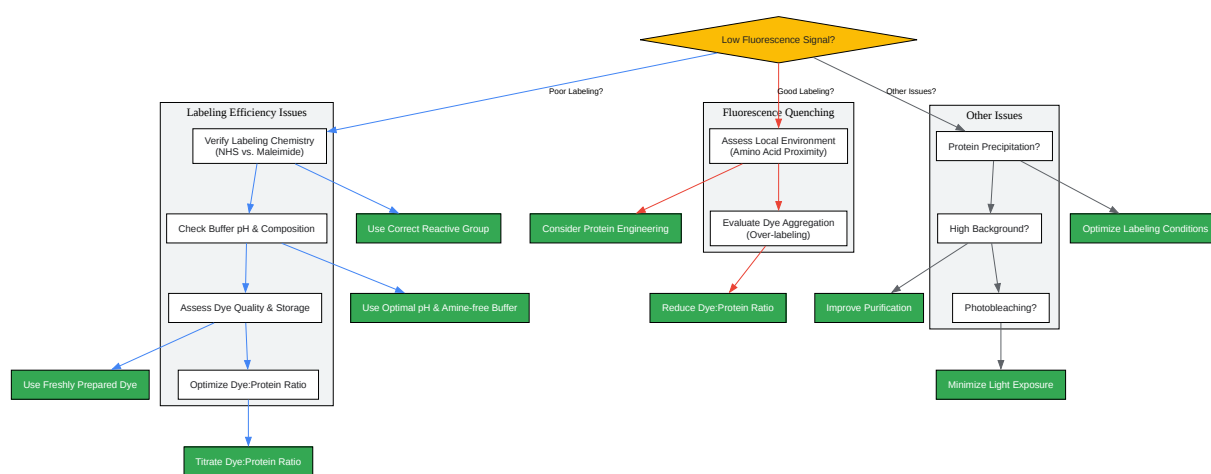 Low Fluorescence Signal?
Poor Labeling?
Good Labeling?
Other Issues?
Labeling Efficiency Issues
Verify Labeling Chemistry
(NHS vs. Maleimide)
Check Buffer pH & Composition
Use Correct Reactive Group
Assess Dye Quality & Storage
Use Optimal pH & Amine-free Buffer
Use Freshly Prepared Dye
Optimize Dye:Protein Ratio
Titrate Dye:Protein Ratio
Fluorescence Quenching
Assess Local Environment
(Amino Acid Proximity)
Consider Protein Engineering
Evaluate Dye Aggregation
(Over-labeling)
Reduce Dye:Protein Ratio
Other Issues
Protein Precipitation?
High Background?
Optimize Labeling Conditions
Improve Purification
Photobleaching?
Minimize Light Exposure